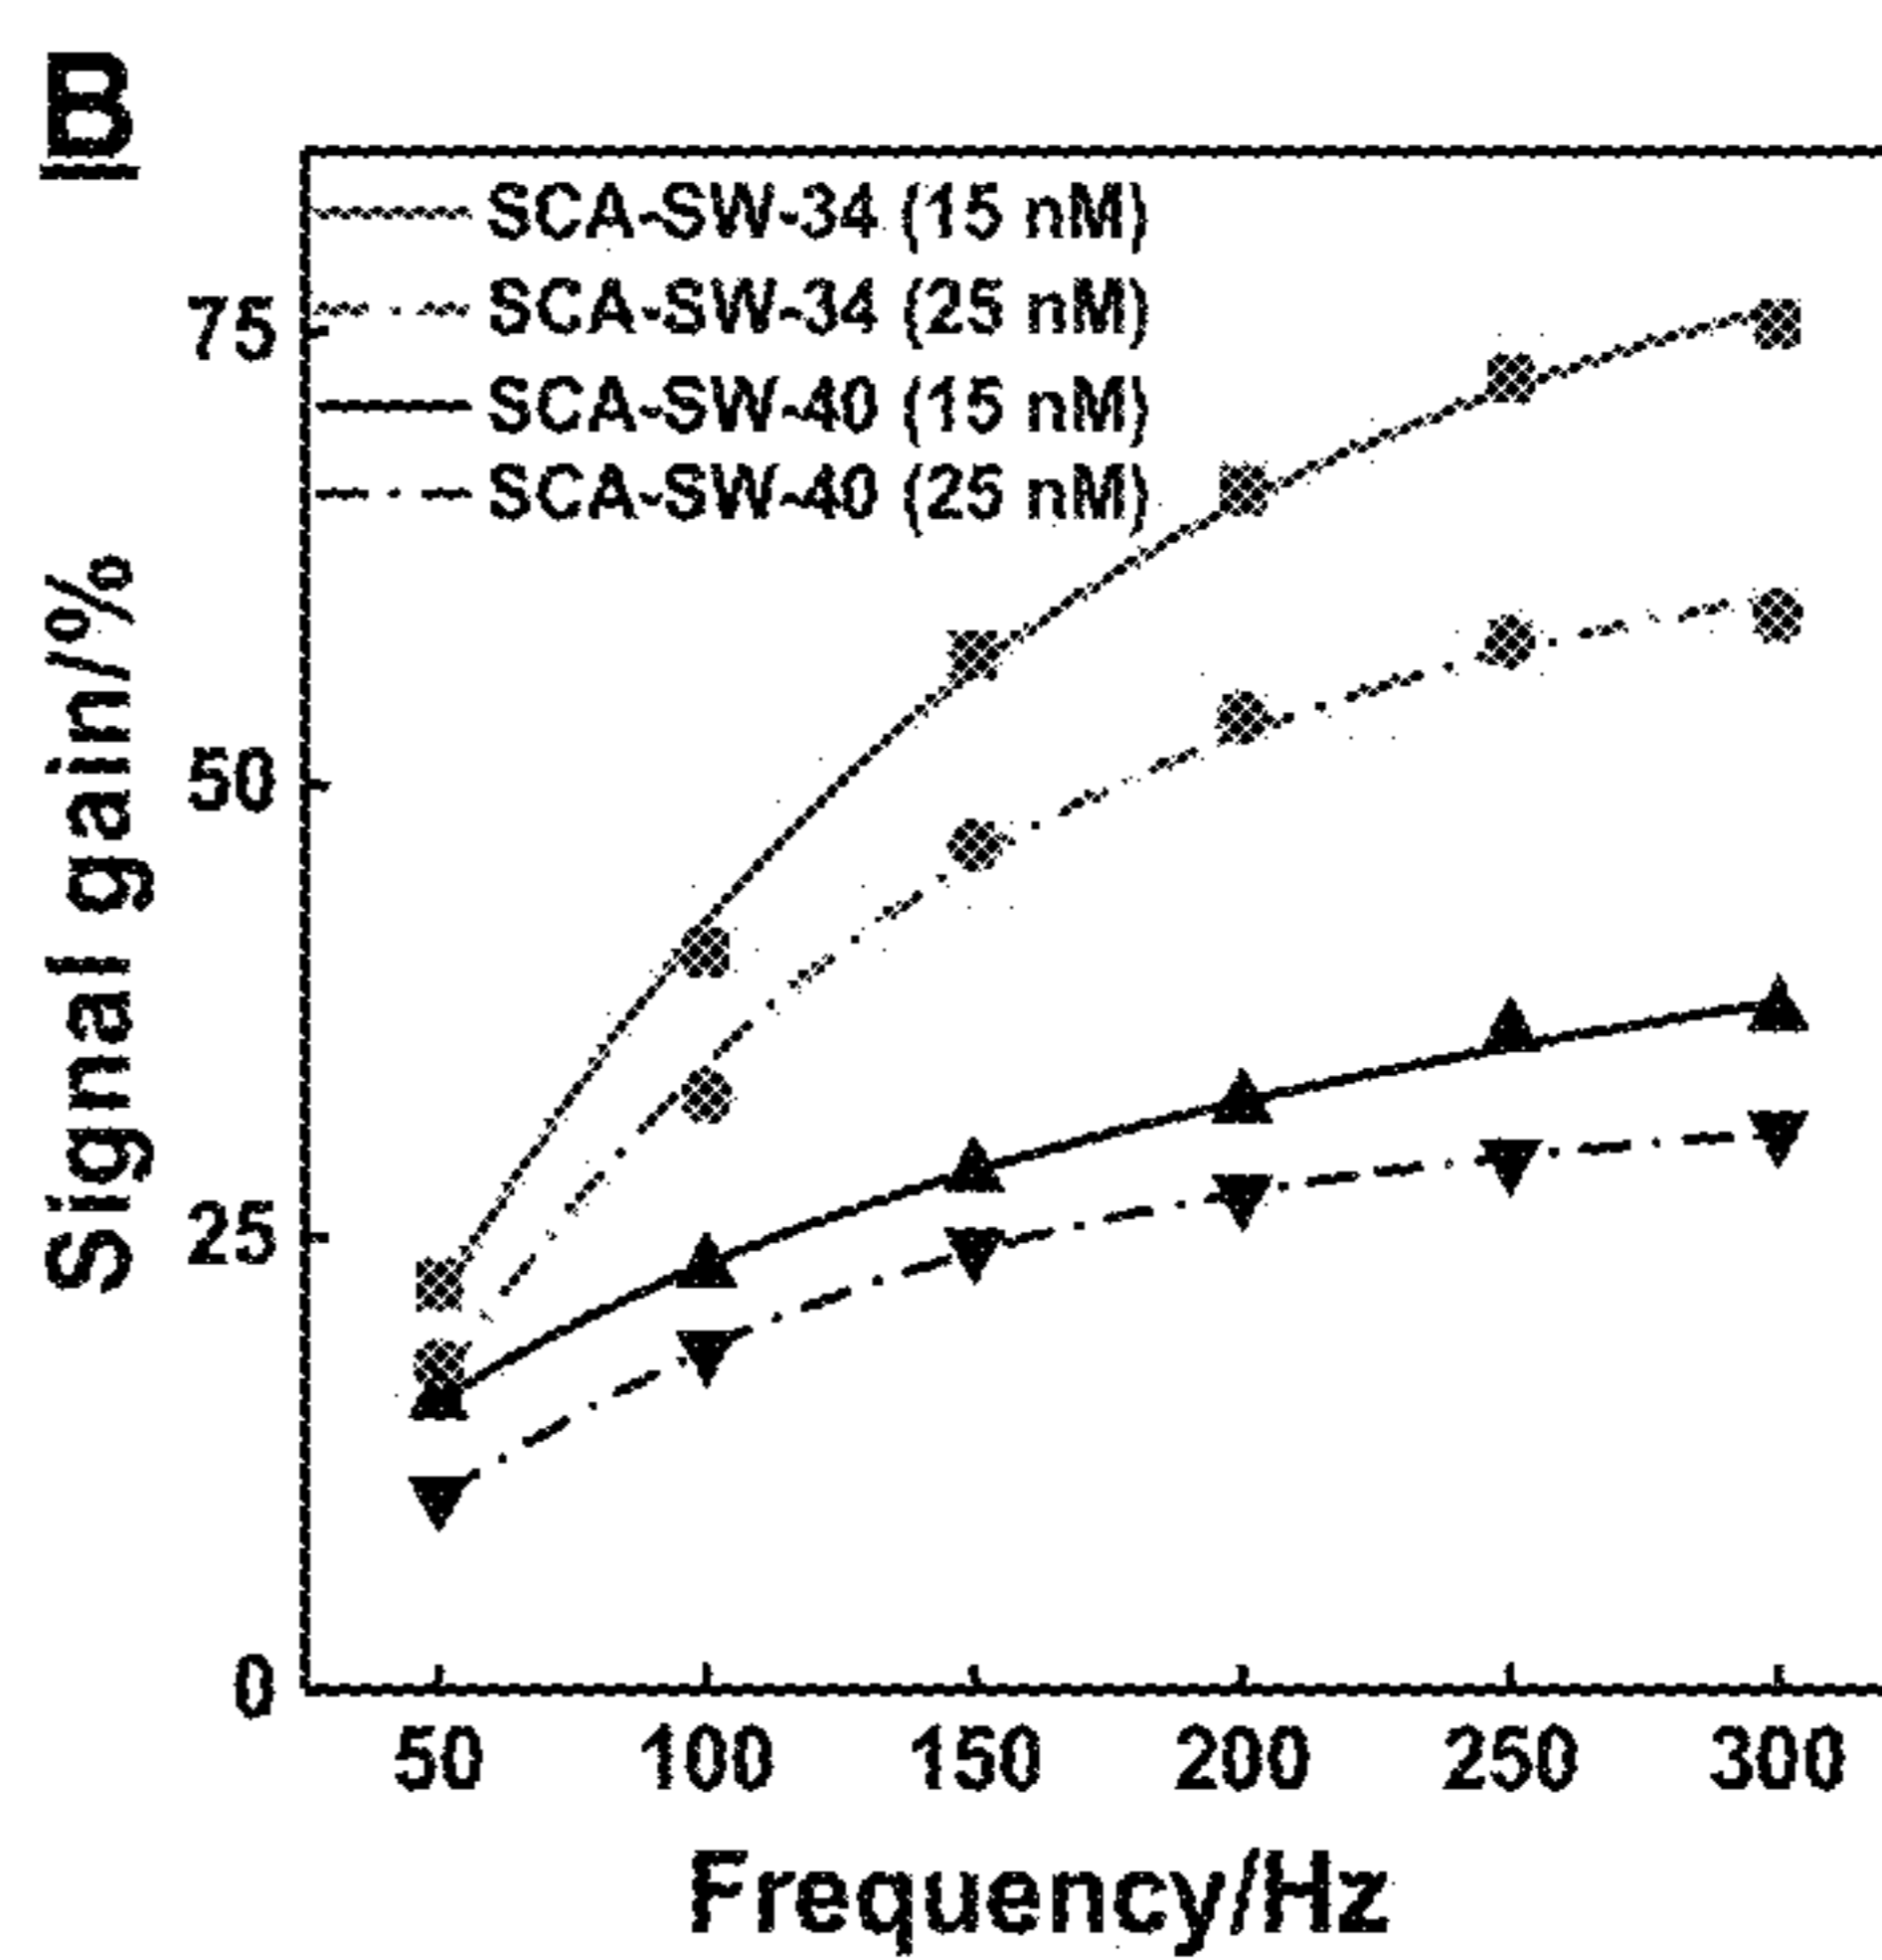 B
SCA-SW-34 (15 nM)
SCA-SW-34 (25 nM)
SCA-SW-40 (15 nM)
SCA-SW-40 (25 nM)
Signal gain/%
75
50
25
0
50 100 150 200 250 300
Frequency/Hz